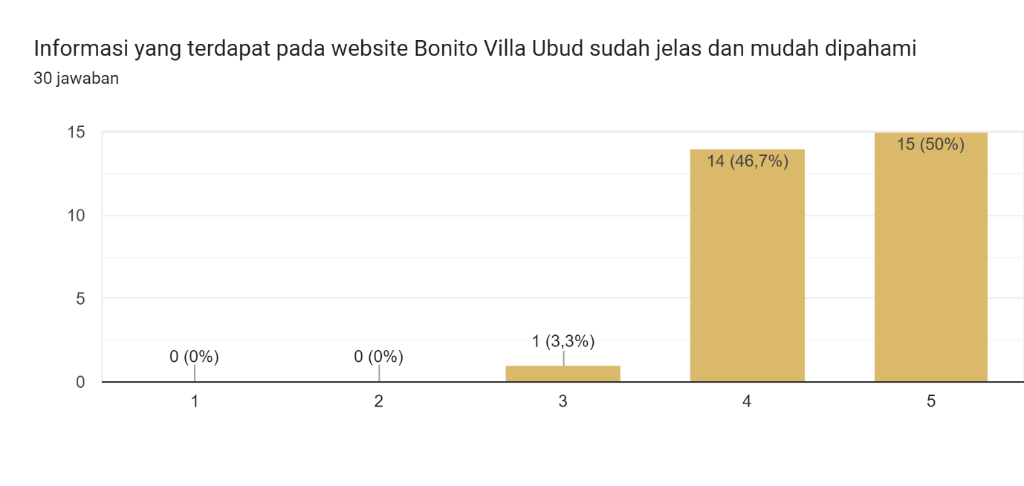 Informasi yang terdapat pada website Bonito Villa Ubud sudah jelas dan mudah dipahami
30 jawaban
15
15 (50%)
14 (46,7%)
10
5
1 (3,3%)
0 (0%) 0 (0%)
0
1 2 3 4 5